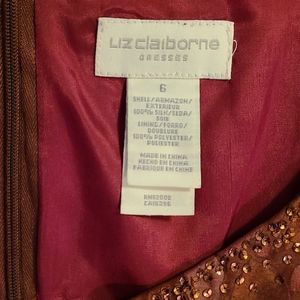 liz claiborne
DRESSES
6
SHELL/ARMAZON/
EXTERIEUR
100% SILK/SEDA/
SOIE
LINING/FORRO/
DOUBLURE
100% POLYESTER/
POLIESTER
MADE IN CHINA
HECHO EN CHINA
FABRIQUE EN CHINE